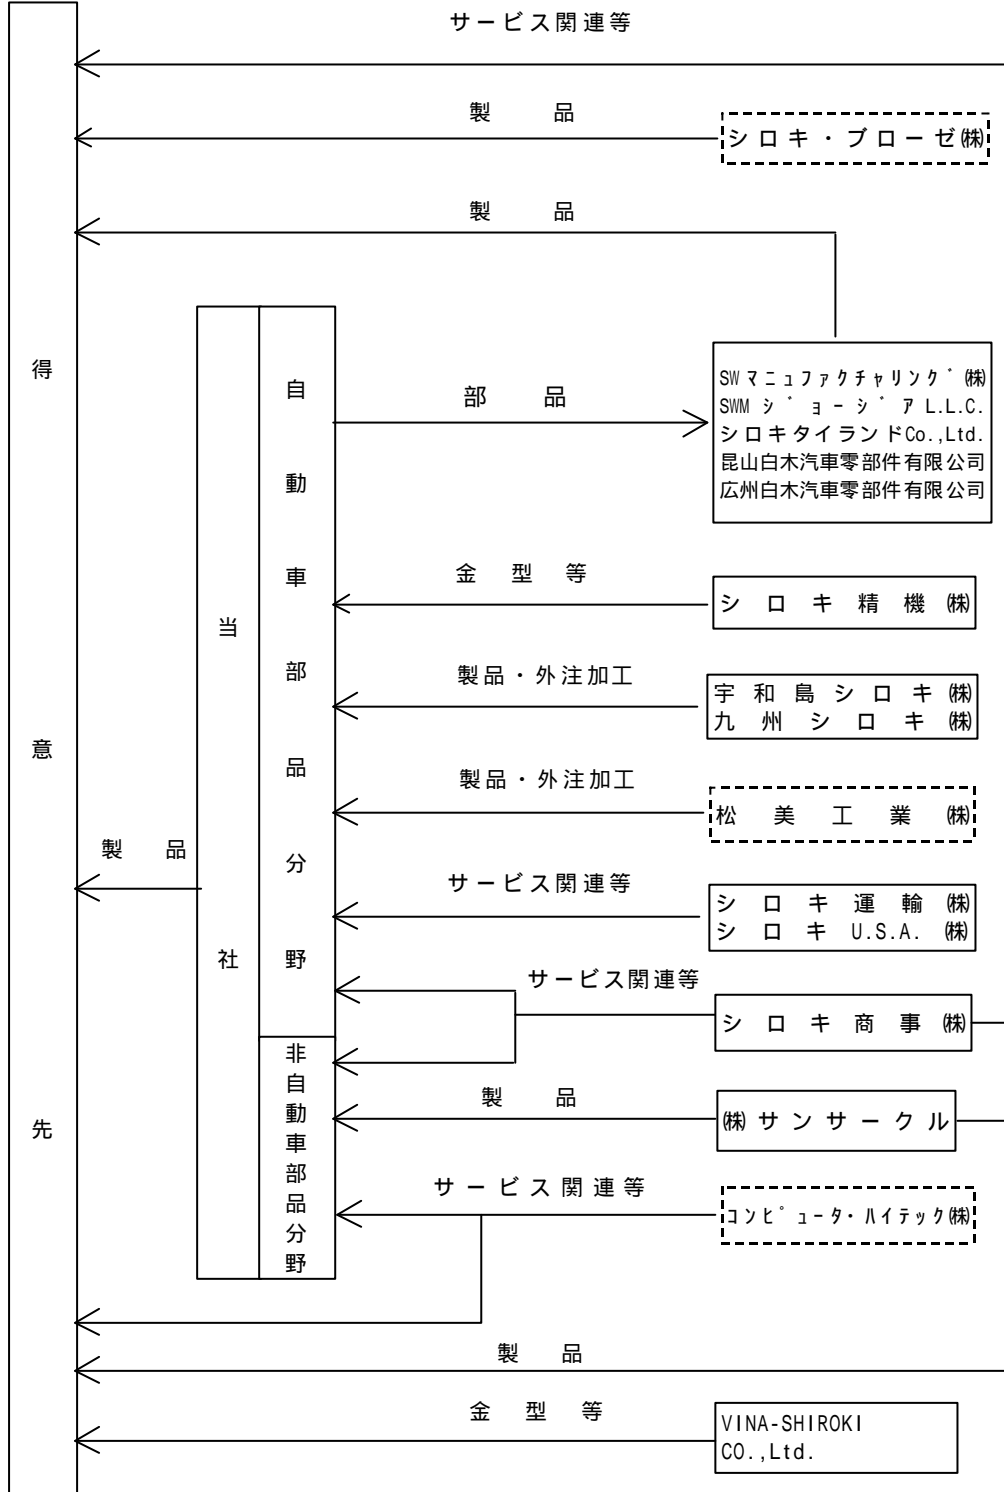 サービス関連等
製品
シロキ・ブローゼ㈱
製品
得意先
当社
自動車部品分野
部品
SWマニュファクチャリング㈱
SWMジョージアL.L.C.
シロキタイランドCo.,Ltd.
昆山白木汽車零部件有限公司
広州白木汽車零部件有限公司
金型等
シロキ精機㈱
製品・外注加工
宇和島シロキ㈱
九州シロキ㈱
製品・外注加工
松美工業㈱
製品
サービス関連等
シロキ運輸㈱
シロキU.S.A.㈱
サービス関連等
シロキ商事㈱
非自動車部品分野
製品
㈱サンサークル
サービス関連等
コンピュータ・ハイテック㈱
製品
金型等
VINA-SHIROKI
CO.,Ltd.